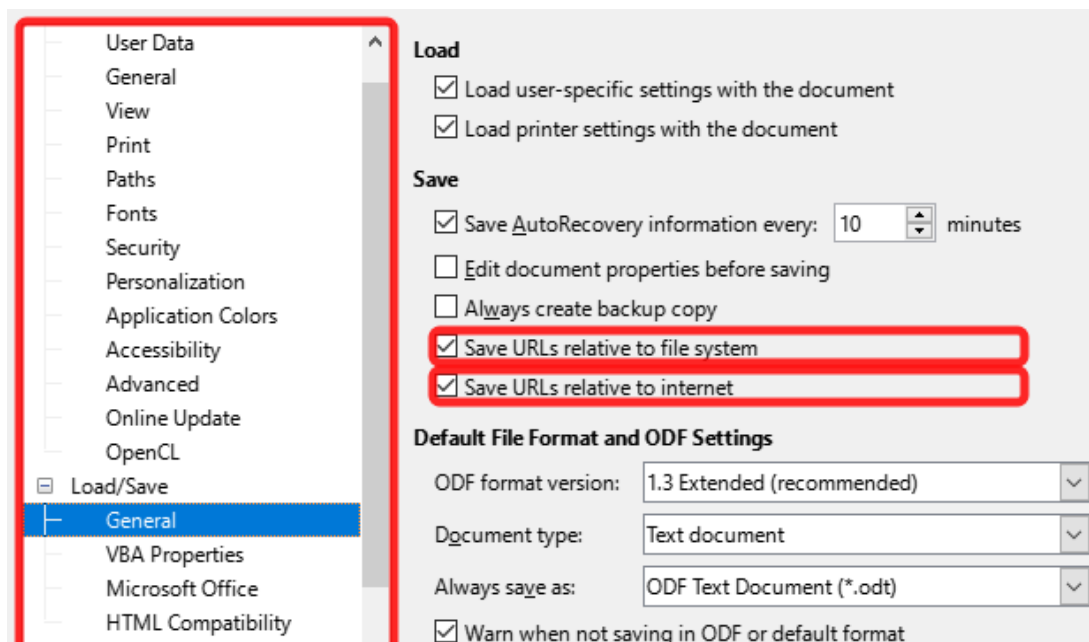 User Data
General
View
Print
Paths
Fonts
Security
Personalization
Application Colors
Accessibility
Advanced
Online Update
OpenCL
Load/Save
General
VBA Properties
Microsoft Office
HTML Compatibility
Load
Load user-specific settings with the document
Load printer settings with the document
Save
Save AutoRecovery information every: 10 minutes
Edit document properties before saving
Always create backup copy
Save URLs relative to file system
Save URLs relative to internet
Default File Format and ODF Settings
ODF format version: 1.3 Extended (recommended)
Document type: Text document
Always save as: ODF Text Document (*.odt)
Warn when not saving in ODF or default format